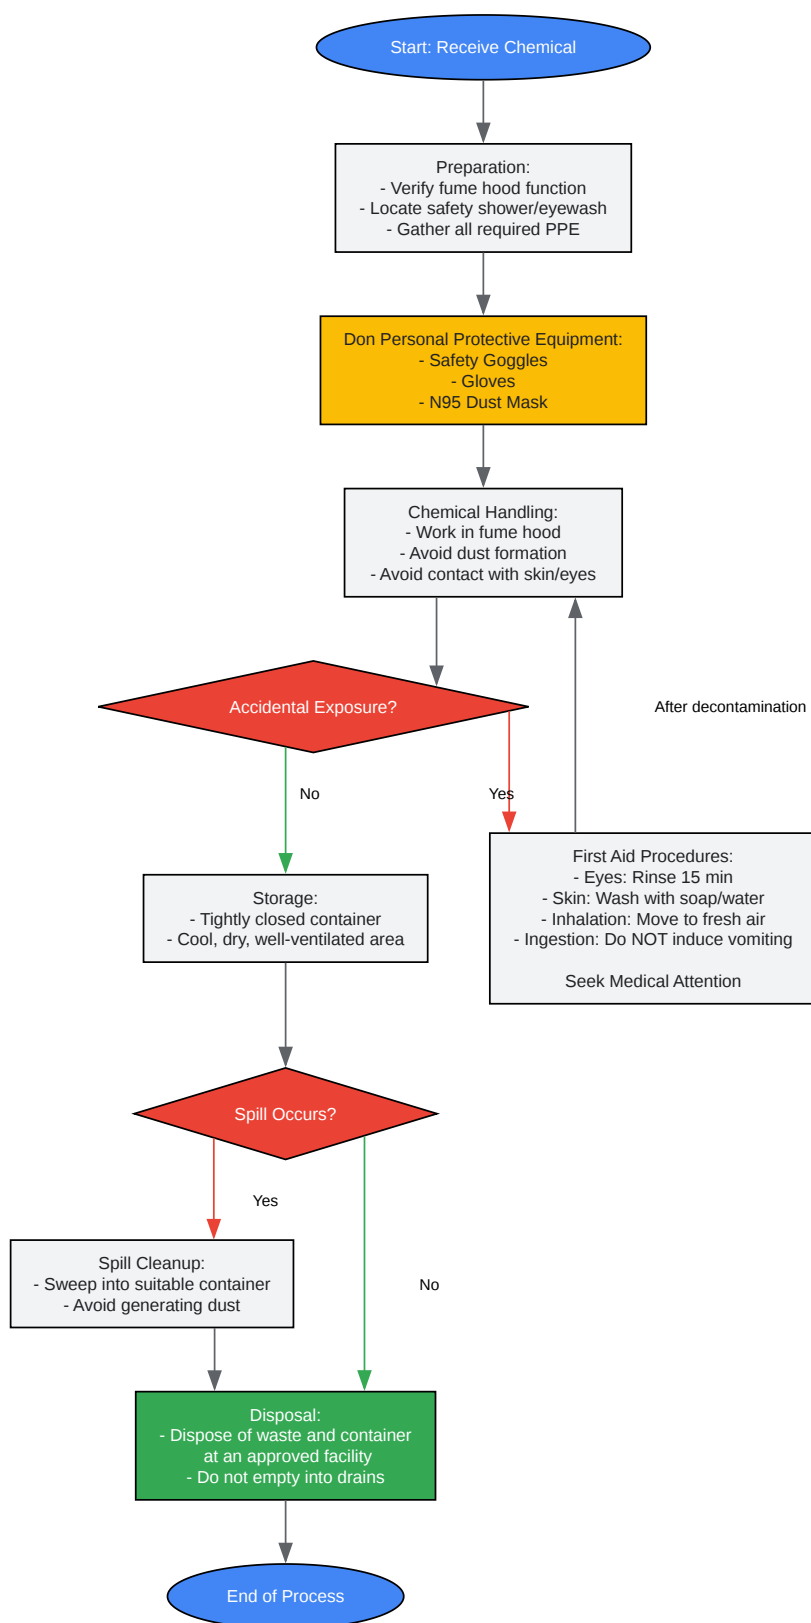 Start: Receive Chemical
Preparation:
- Verify fume hood function
- Locate safety shower/eyewash
- Gather all required PPE
Don Personal Protective Equipment:
- Safety Goggles
- Gloves
- N95 Dust Mask
Chemical Handling:
- Work in fume hood
- Avoid dust formation
- Avoid contact with skin/eyes
Accidental Exposure?
After decontamination
No
Yes
First Aid Procedures:
- Eyes: Rinse 15 min
- Skin: Wash with soap/water
- Inhalation: Move to fresh air
- Ingestion: Do NOT induce vomiting
Seek Medical Attention
Storage:
- Tightly closed container
- Cool, dry, well-ventilated area
Spill Occurs?
Yes
Spill Cleanup:
- Sweep into suitable container
- Avoid generating dust
No
Disposal:
- Dispose of waste and container
at an approved facility
- Do not empty into drains
End of Process